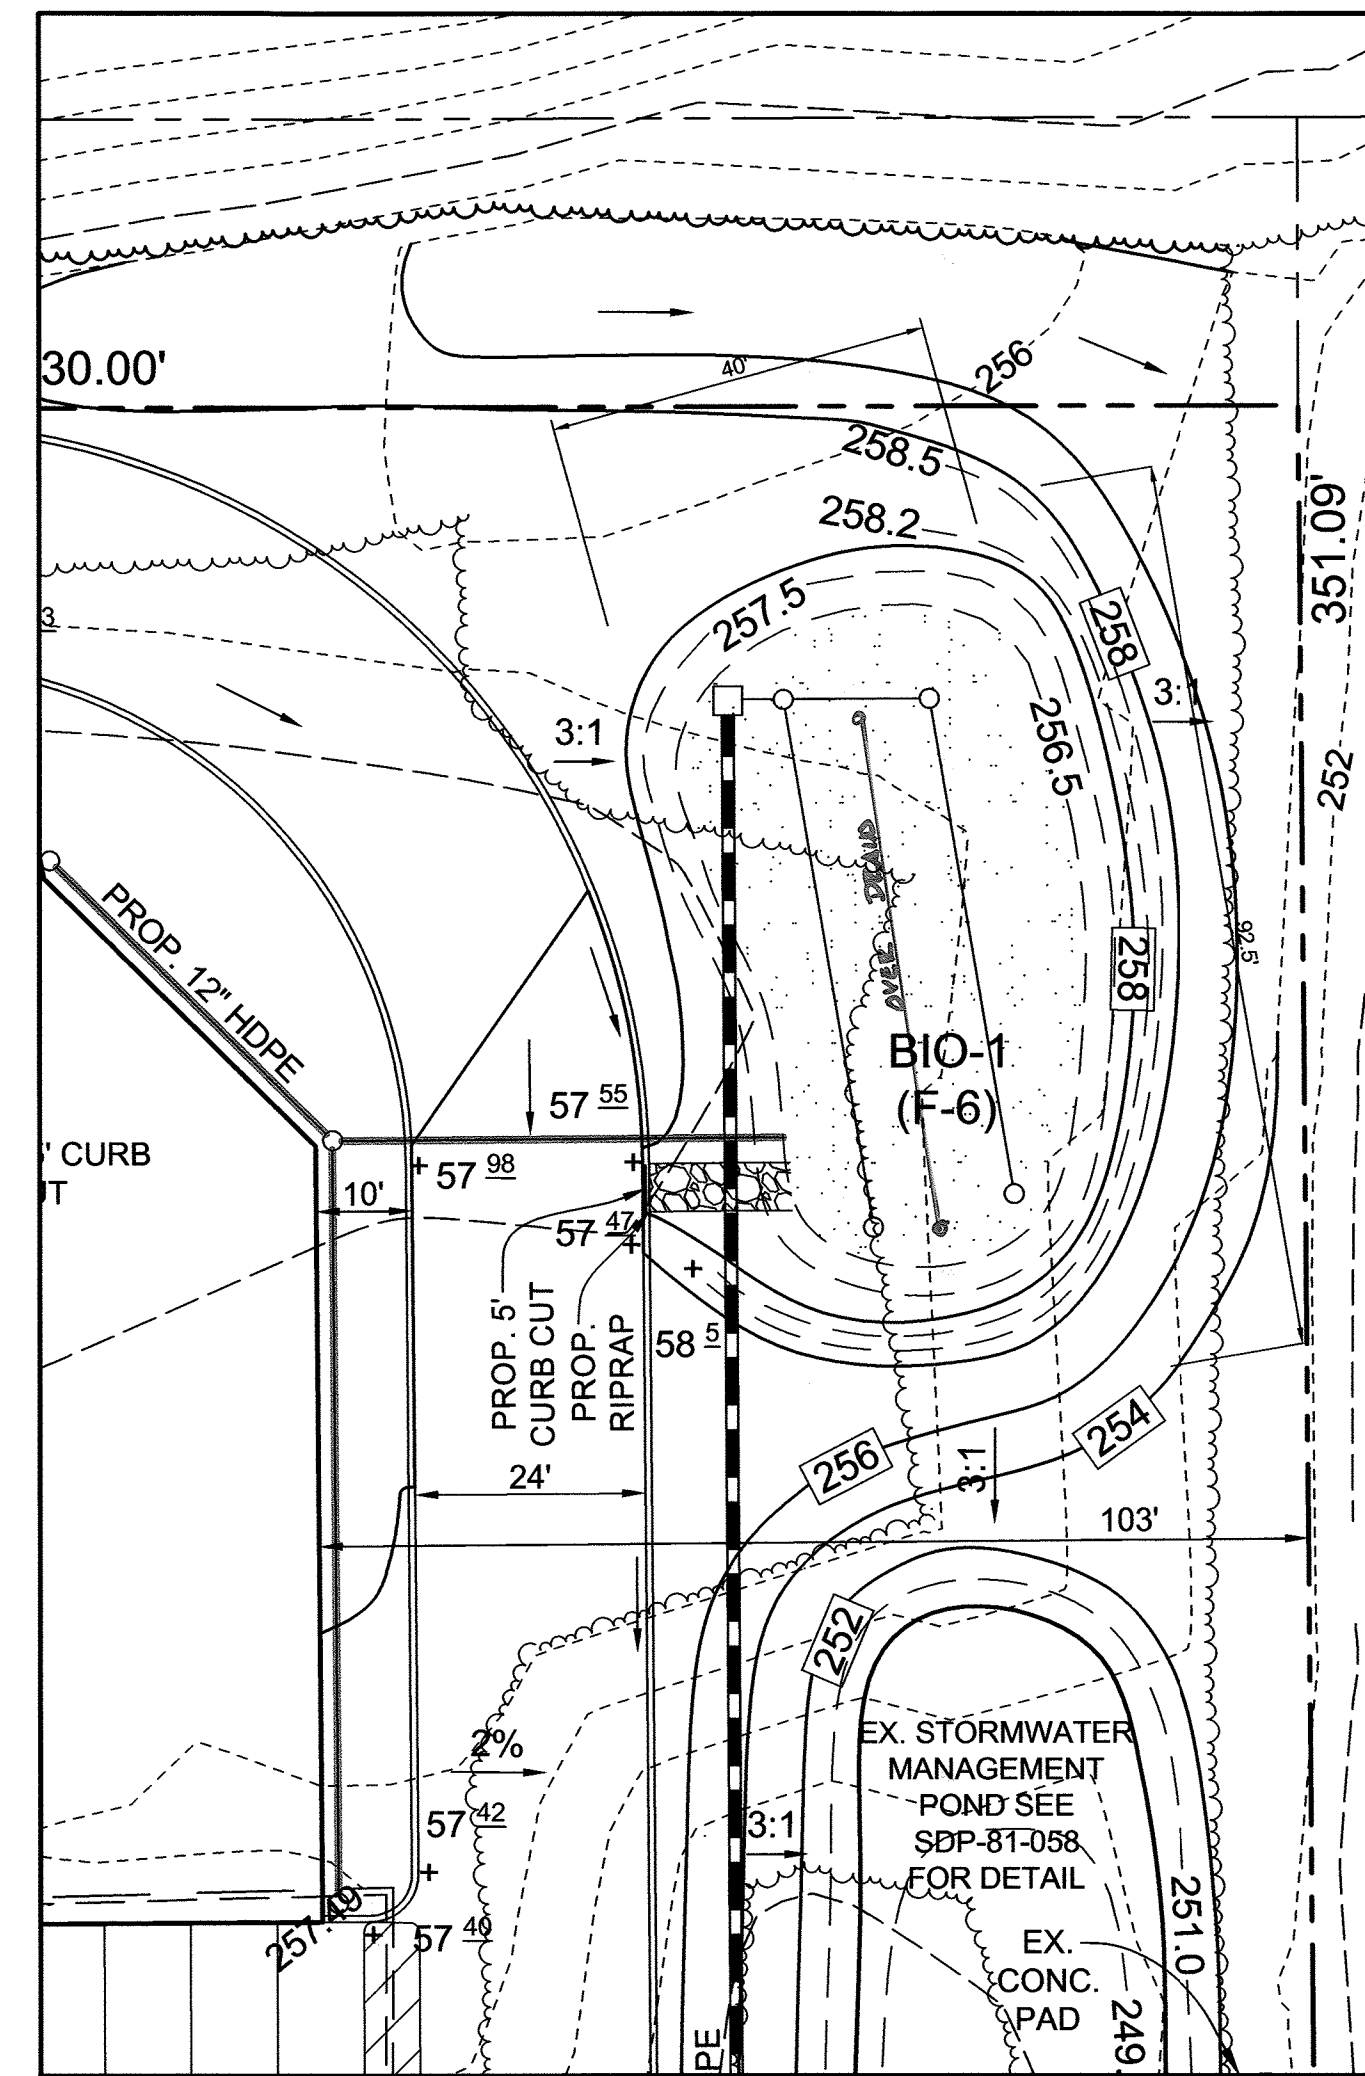 40'
256
30.00'
258.5
258.2
257.5
258
351.09'
3
3:1
3:1
256.5
252
OVER DRAIN
258
92.5'
PROP. 12" HDPE
BIO-1
(F-6)
57 55
' CURB
57 98
10'
57 47
PROP. 5'
CURB CUT
PROP.
RIPRAP
58 5
254
256
3:1
24'
103'
252
EX. STORMWATER
MANAGEMENT
POND SEE
SDP-81-058
FOR DETAIL
2%
57 42
3:1
251.0
257.49
57 40
EX.
CONC.
PAD
249.
PE